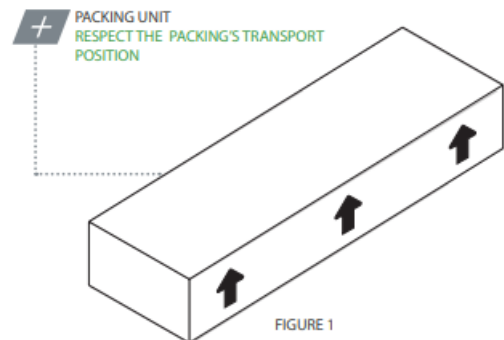 PACKING UNIT
RESPECT THE PACKING'S TRANSPORT
POSITION
FIGURE 1